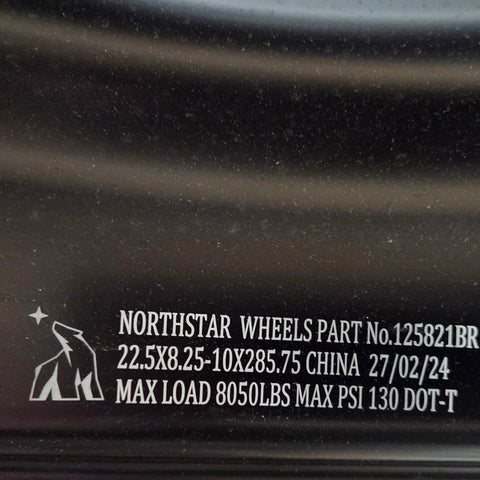 NORTHSTAR WHEELS PART No.125821BR
22.5X8.25-10X285.75 CHINA 27/02/24
MAX LOAD 8050LBS MAX PSI 130 DOT-T